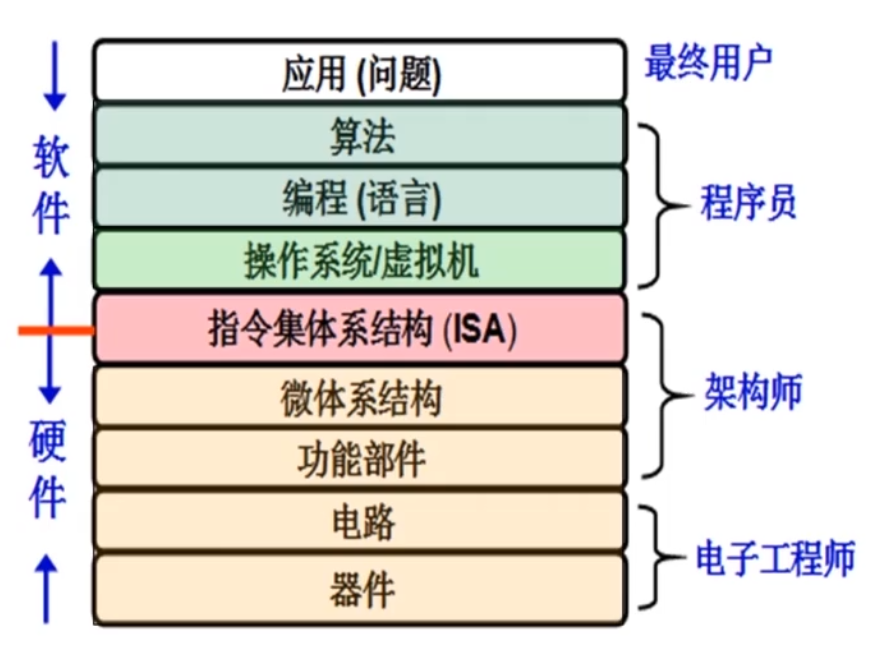 应用 (问题)
最终用户
算法
编程 (语言)
操作系统/虚拟机
程序员
指令集体系结构 (ISA)
微体系结构
功能部件
架构师
电路
器件
电子工程师
软件
硬件